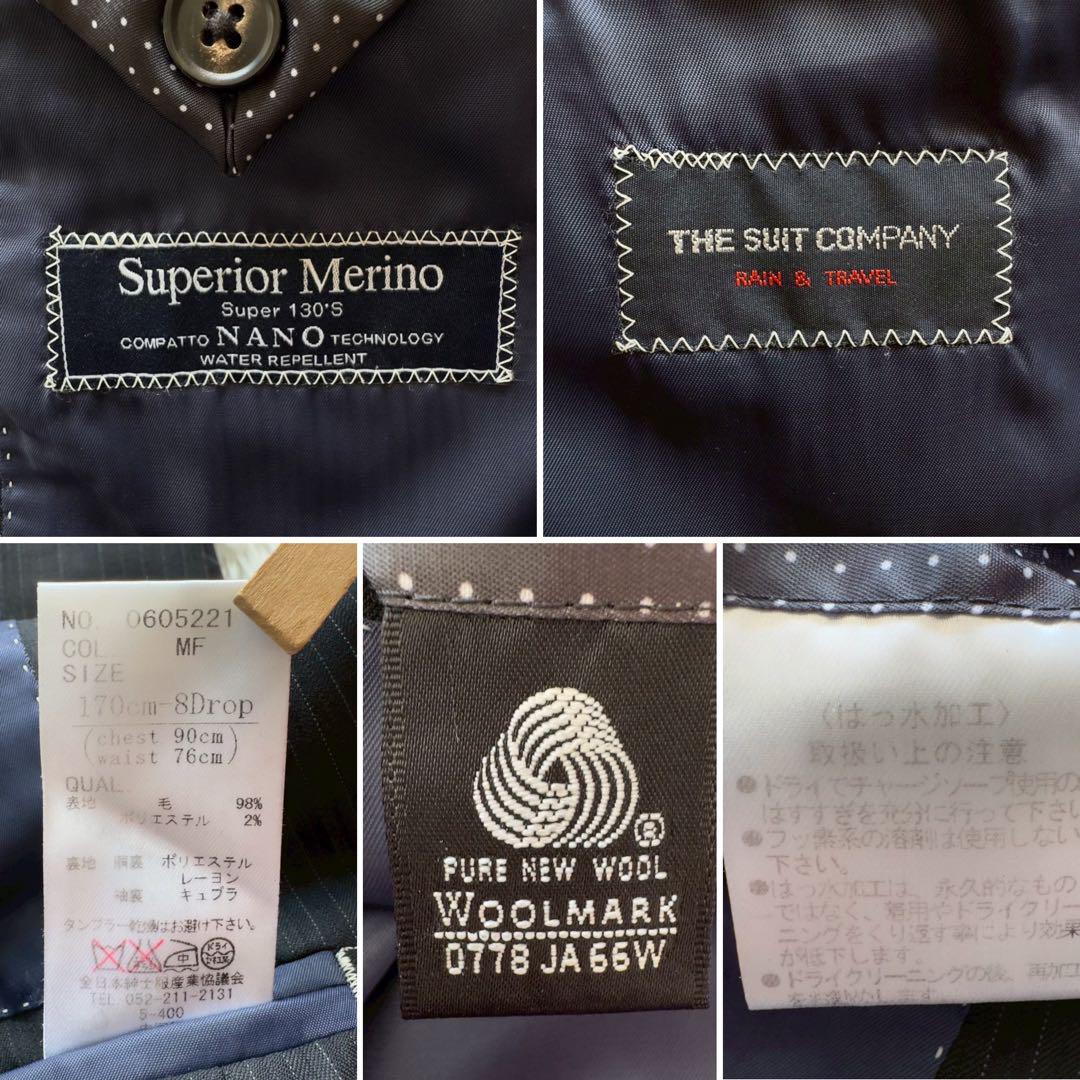 Superior Merino
Super 130'S
COMPATTO NANO TECHNOLOGY
WATER REPELLENT
THE SUIT COMPANY
RAIN & TRAVEL
NO. 0605221
COL. MF
SIZE
170cm-8Drop
(chest 90cm
waist 76cm)
QUAL.
表地 毛 98%
ポリエステル 2%
裏地 胴裏 ポリエステル
レーヨン
袖裏 キュプラ
タンブラー乾燥はお避け下さい。
中 ドライ
全日本紳士服産業協議会
TEL 052-211-2131
5-400
PURE NEW WOOL
WOOLMARK
0778 JA66W
〈はっ水加工〉
取扱い上の注意
●ドライでチャージソープ使用の
はすすぎを充分に行って下さい
●フッ素系の溶剤は使用しない
下さい。
●はっ水加工は、永久的なもの
ではなく、着用やドライクリー
ニングをくり返す事により効果
が低下します
●ドライクリーニングの後、再加工